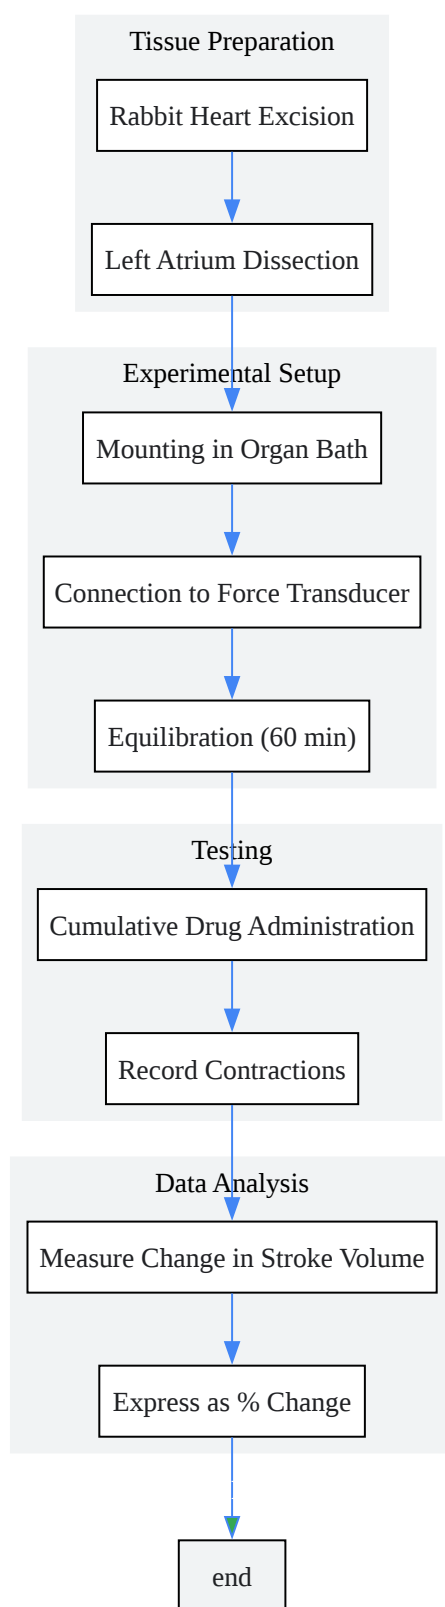 Tissue Preparation
Rabbit Heart Excision
Left Atrium Dissection
Experimental Setup
Mounting in Organ Bath
Connection to Force Transducer
Equilibration (60 min)
Testing
Cumulative Drug Administration
Record Contractions
Data Analysis
Measure Change in Stroke Volume
Express as % Change
end